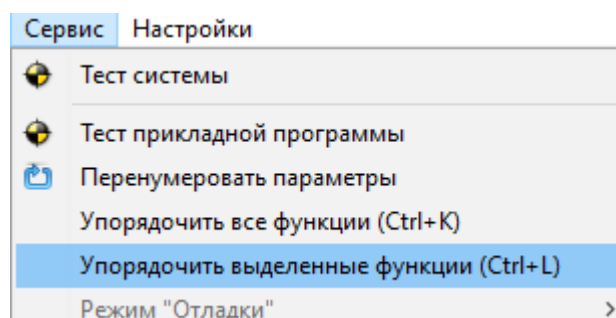 Сервис Настройки
Тест системы
Тест прикладной программы
Перенумеровать параметры
Упорядочить все функции (Ctrl+K)
Упорядочить выделенные функции (Ctrl+L)
Режим "Отладки"